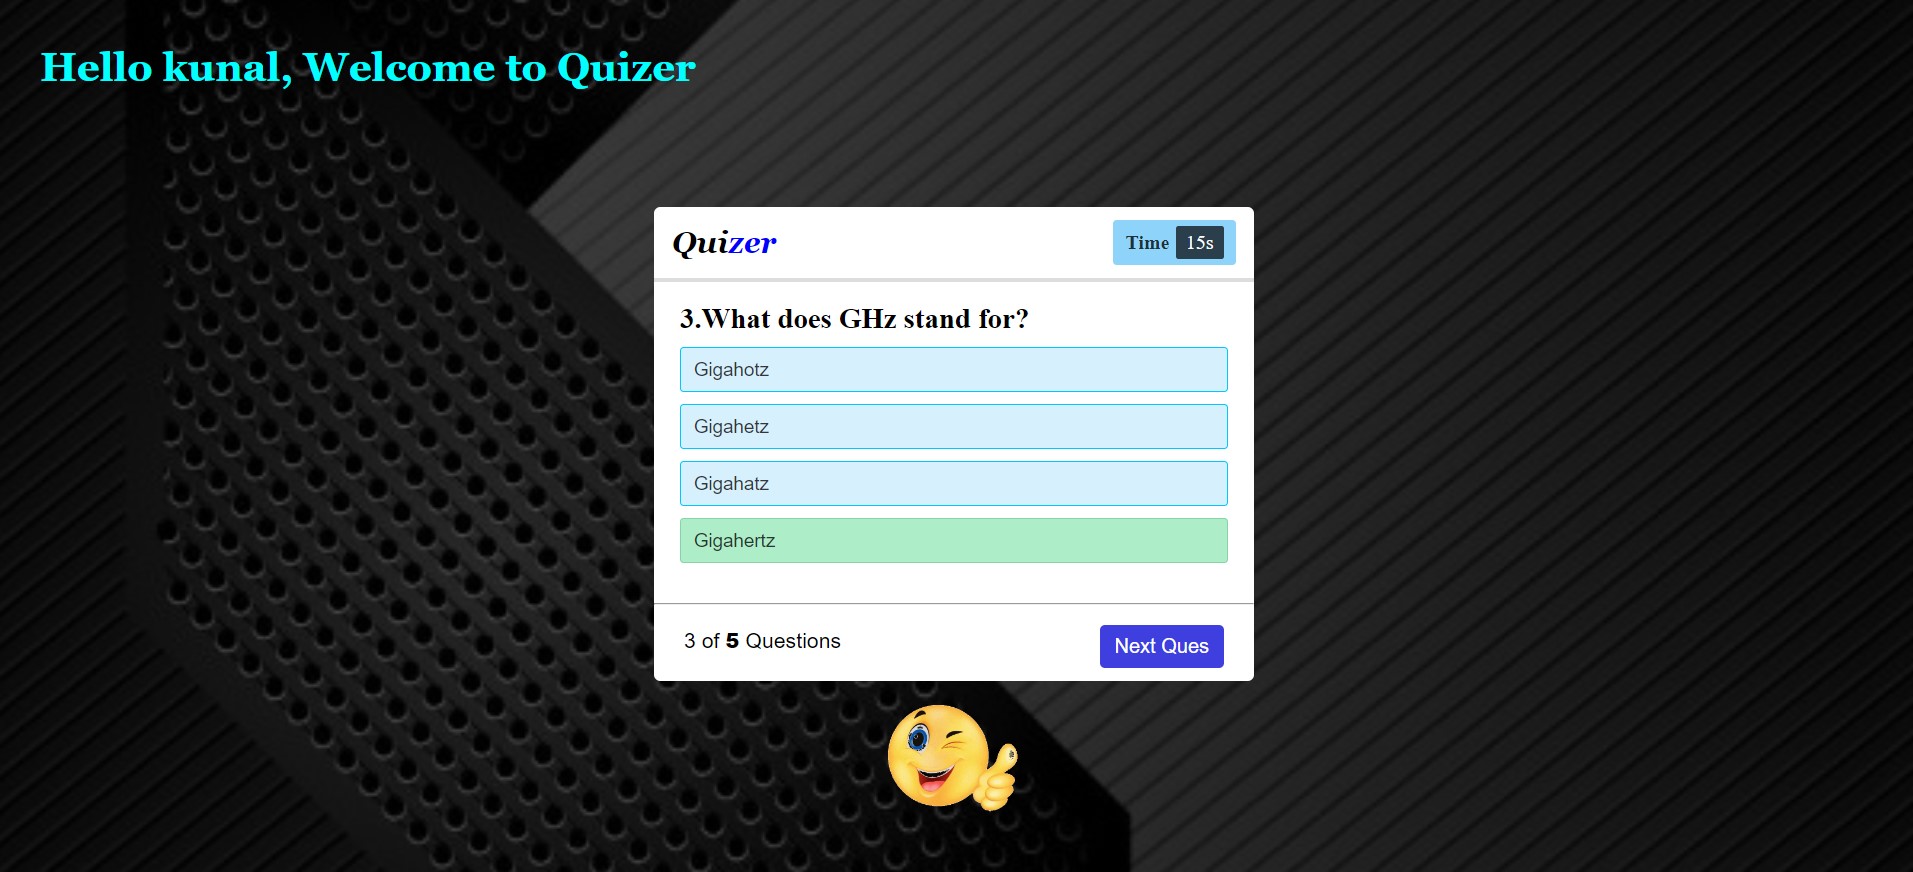 Hello kunal, Welcome to Quizer
Quizer
Time 15s
3.What does GHz stand for?
Gigahotz
Gigahetz
Gigahatz
Gigahertz
3 of 5 Questions
Next Ques